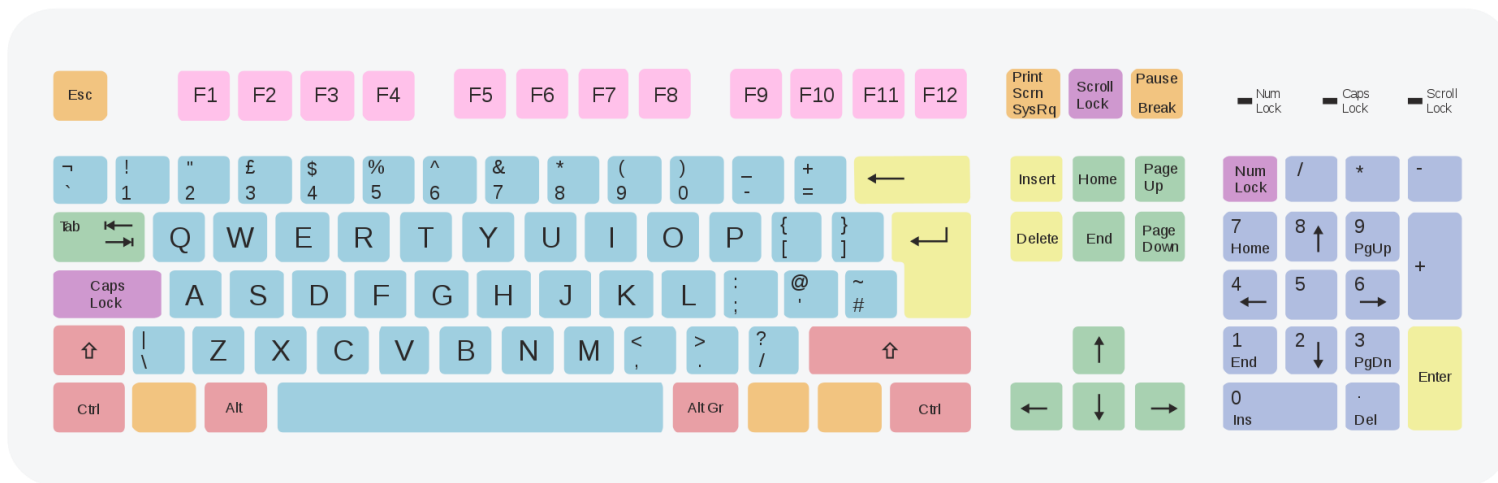 Esc F1 F2 F3 F4 F5 F6 F7 F8 F9 F10 F11 F12
Print
Scrn
SysRq
Scroll
Lock
Pause
Break
Num
Lock
Caps
Lock
Scroll
Lock
¬ ! " £ $ % ^ & * ( ) _ +
` 1 2 3 4 5 6 7 8 9 0 - =
Insert Home
Page
Up
Num
Lock
/ * -
Tab Q W E R T Y U I O P { }
[ ]
Delete End
Page
Down
7 8 9
Home PgUp
+
Caps
Lock
A S D F G H J K L : @ ~
; ' #
4 5 6
| Z X C V B N M < > ?
\ , . /
1 2 3
End PgDn
Enter
Ctrl Alt Alt Gr Ctrl
0 .
Ins Del